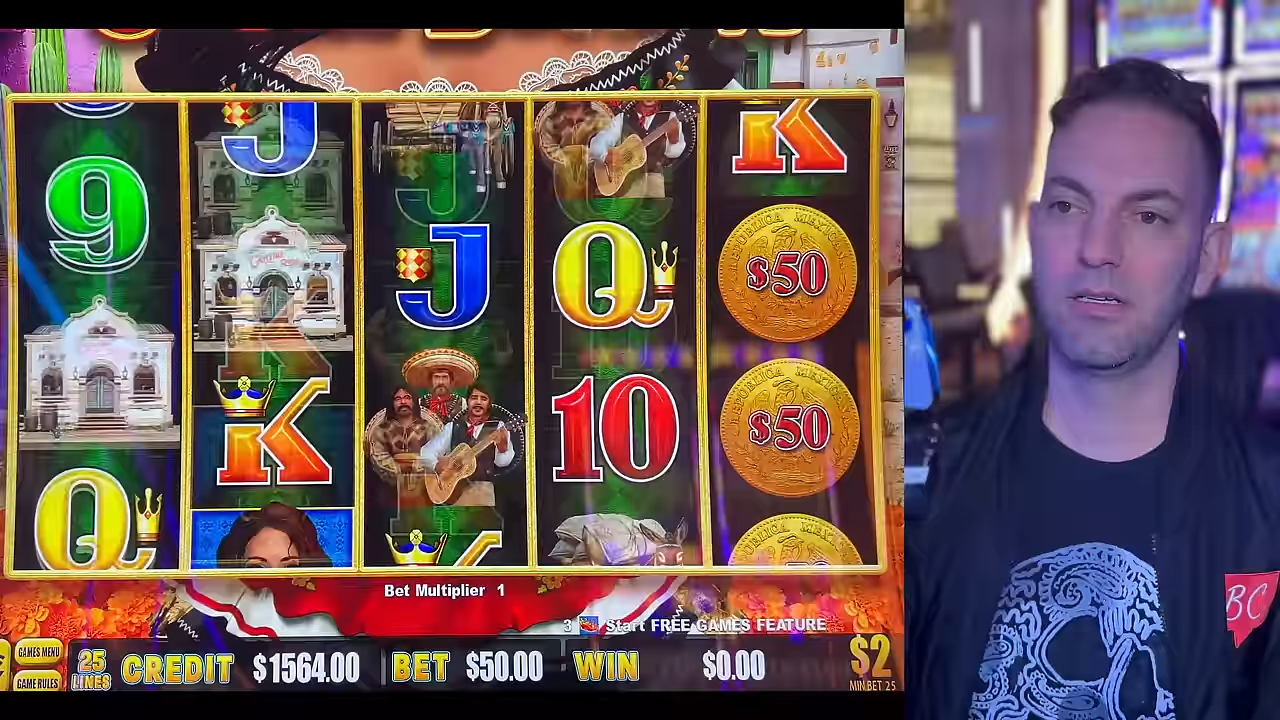 J
K
9
REPUBLICA MEXICANA
$50
CANTINA
J
Q
K
10
REPUBLICA MEXICANA
$50
Q
Bet Multiplier 1
3 Start FREE GAMES FEATURE
GAMES MENU
GAME RULES
25 LINES
CREDIT $1564.00
BET $50.00
WIN $0.00
$2
MIN BET 25
BC